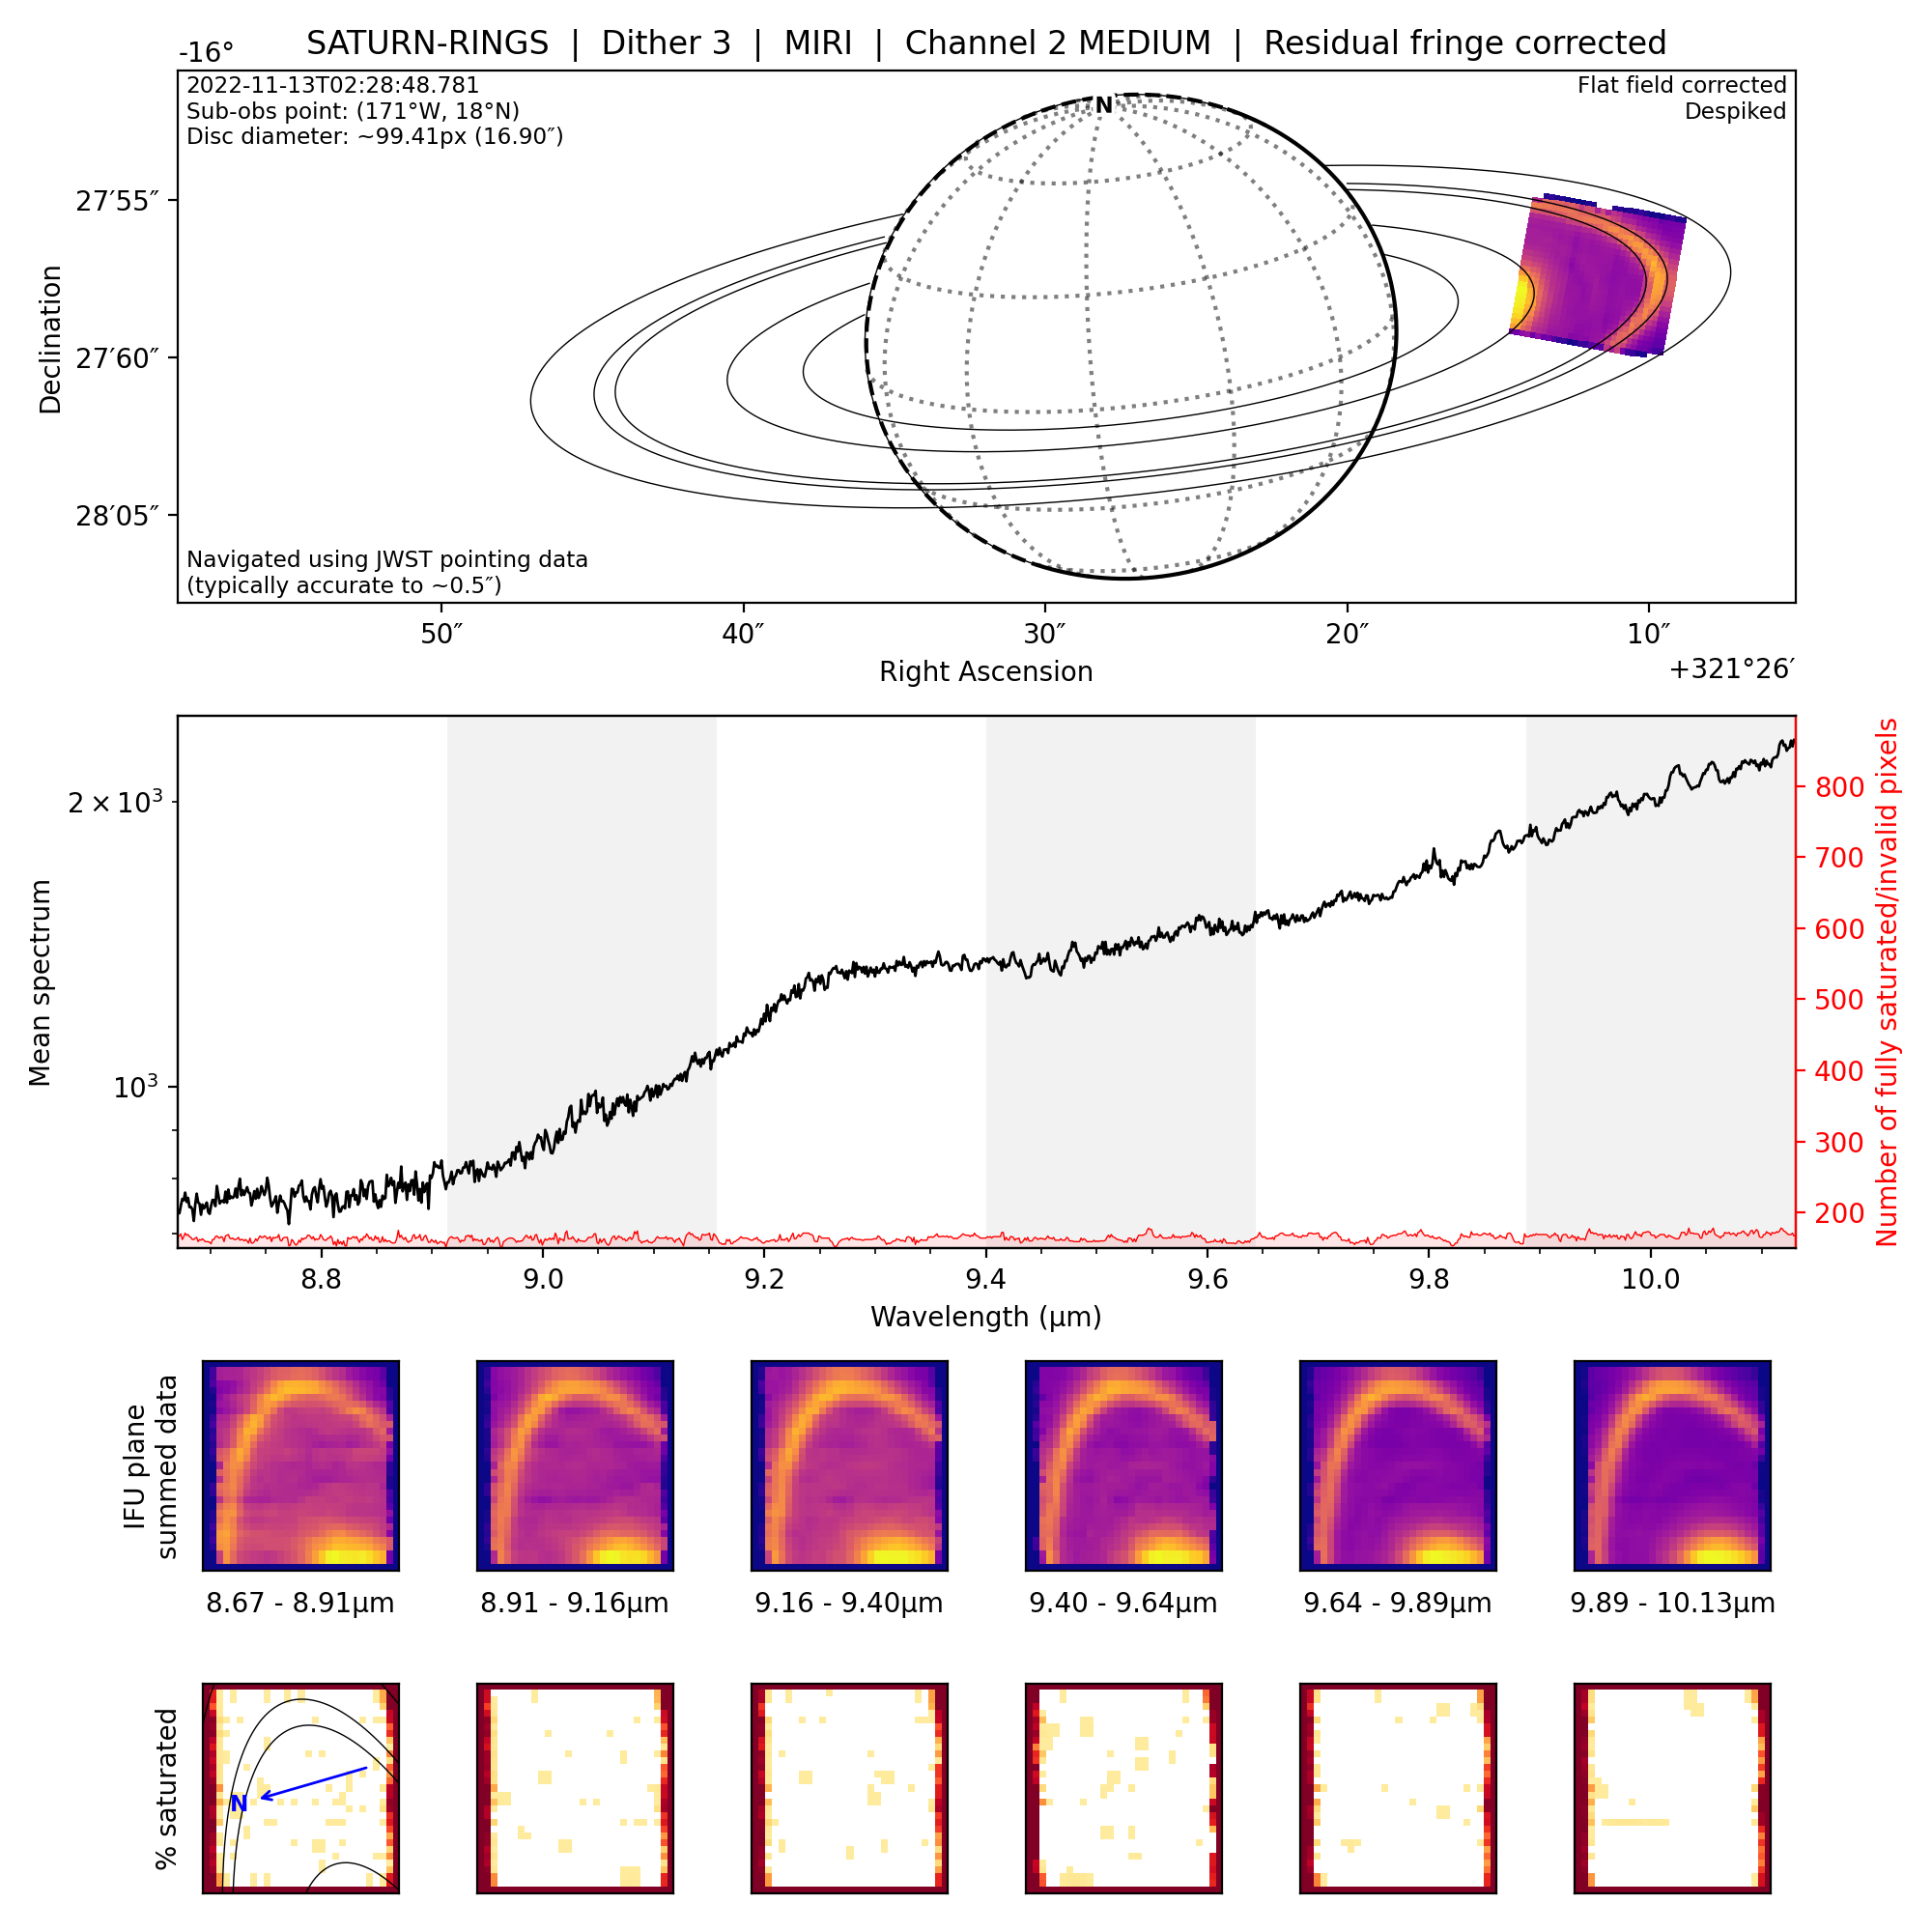 SATURN-RINGS | Dither 3 | MIRI | Channel 2 MEDIUM | Residual fringe corrected
-16°
2022-11-13T02:28:48.781
Sub-obs point: (171°W, 18°N)
Disc diameter: ~99.41px (16.90″)
Flat field corrected
Despiked
N
Declination
27′55″
27′60″
28′05″
Navigated using JWST pointing data
(typically accurate to ~0.5″)
50″ 40″ 30″ 20″ 10″
Right Ascension
+321°26′
Mean spectrum
2 × 10³
10³
Number of fully saturated/invalid pixels
800
700
600
500
400
300
200
8.8 9.0 9.2 9.4 9.6 9.8 10.0
Wavelength (µm)
IFU plane
summed data
8.67 - 8.91µm 8.91 - 9.16µm 9.16 - 9.40µm 9.40 - 9.64µm 9.64 - 9.89µm 9.89 - 10.13µm
% saturated
N